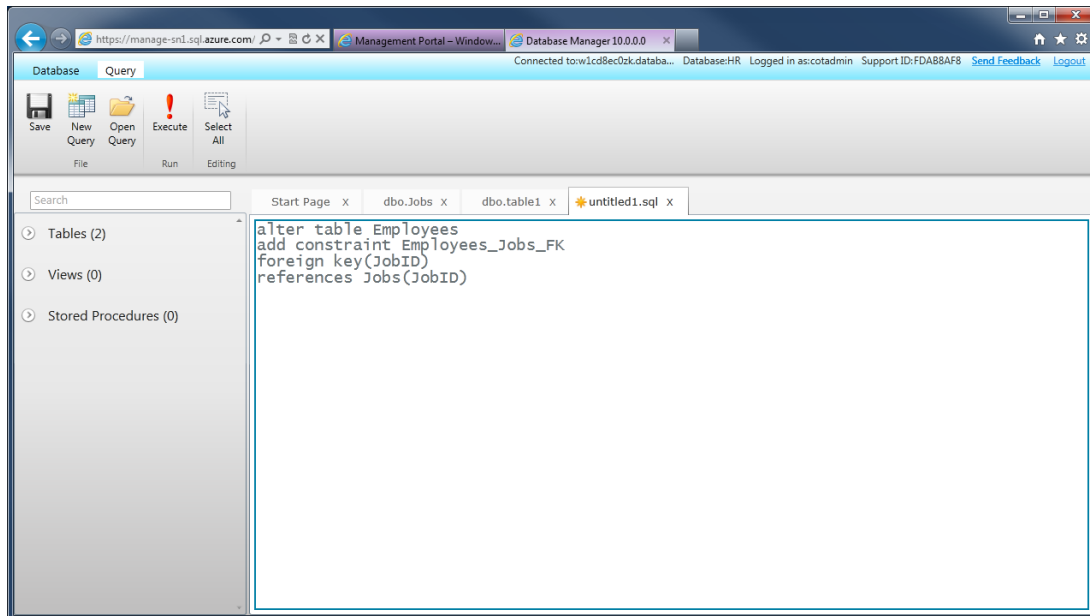 https://manage-sn1.sql.azure.com/
Management Portal – Window...
Database Manager 10.0.0.0
Connected to:w1cd8ec0zk.databa... Database:HR Logged in as:cotadmin Support ID:FDAB8AF8 Send Feedback Logout
Database Query
Save New Query Open Query Execute Select All
File Run Editing
Search
Start Page X dbo.Jobs X dbo.table1 X untitled1.sql X
Tables (2)
Views (0)
Stored Procedures (0)
alter table Employees
add constraint Employees_Jobs_FK
foreign key(JobID)
references Jobs(JobID)